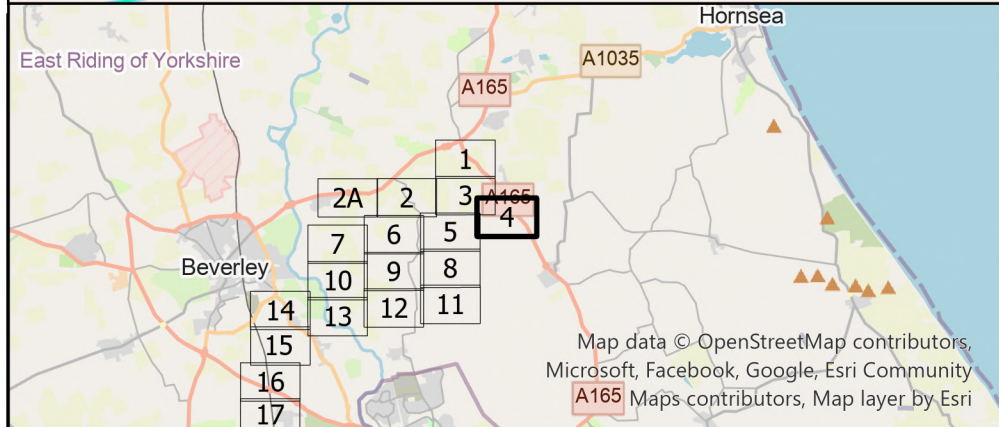 Hornsea
East Riding of Yorkshire
A1035
A165
1
2A
2
3
A165
4
7
6
5
Beverley
10
9
8
14
13
12
11
15
Map data © OpenStreetMap contributors,
Microsoft, Facebook, Google, Esri Community
16
A165
Maps contributors, Map layer by Esri
17